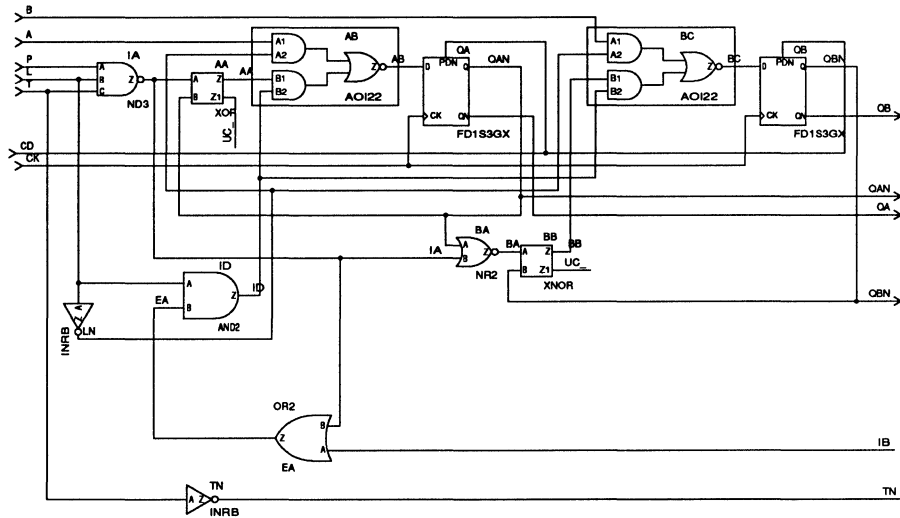 B
A
P
L
T
CD
CK
IA
A
B
C
Z
ND3
AA
A
B
Z
Z1
XOR
UC_
AA
AB
A1
A2
B1
B2
Z
AOI22
AB
QA
D
PDN
Q
CK
QN
QAN
FD1S3GX
BC
A1
A2
B1
B2
Z
AOI22
BC
QB
D
PDN
Q
CK
QN
QBN
FD1S3GX
QB
QAN
QA
IA
BA
A
B
Z
NR2
BA
BB
A
B
Z
Z1
XNOR
BB
UC_
QBN
ID
A
B
Z
ID
AND2
EA
A
Z
LN
INRB
OR2
B
A
Z
EA
IB
TN
A
Z
INRB
TN